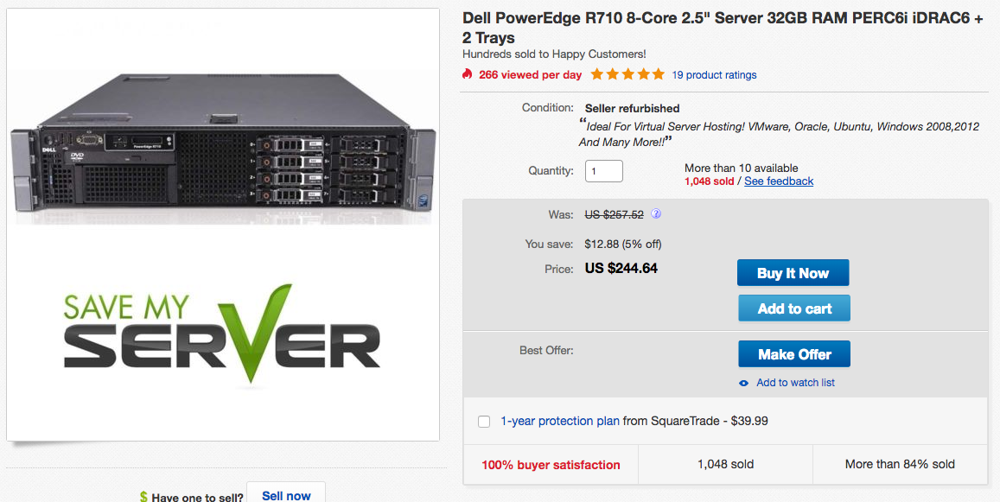 Dell PowerEdge R710 8-Core 2.5" Server 32GB RAM PERC6i iDRAC6 +
2 Trays
Hundreds sold to Happy Customers!
266 viewed per day 19 product ratings
Condition: Seller refurbished
“Ideal For Virtual Server Hosting! VMware, Oracle, Ubuntu, Windows 2008,2012
And Many More!!”
Quantity: 1 More than 10 available
1,048 sold / See feedback
Was: US $257.52 ?
You save: $12.88 (5% off)
Price: US $244.64
Buy It Now
Add to cart
Best Offer: Make Offer
Add to watch list
1-year protection plan from SquareTrade - $39.99
100% buyer satisfaction 1,048 sold More than 84% sold
DELL
DVD
PowerEdge R710
SAVE MY
SERVER
$ Have one to sell? Sell now